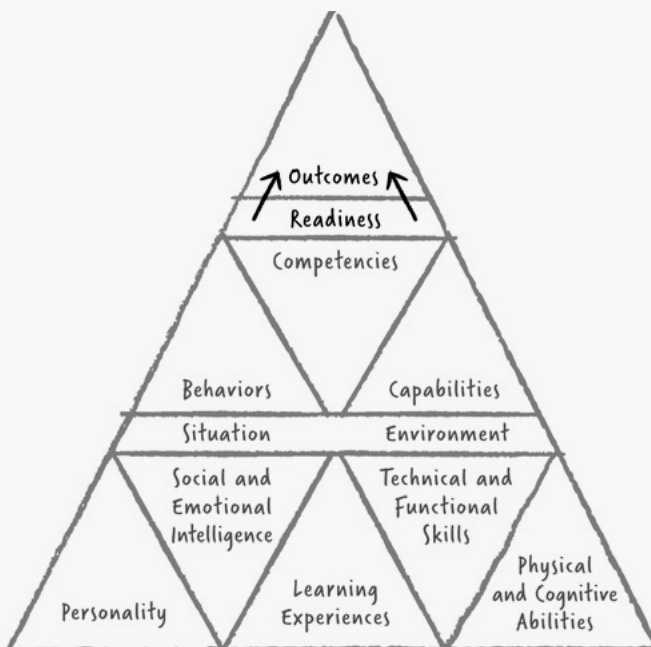 Outcomes
Readiness
Competencies
Behaviors
Capabilities
Situation
Environment
Social and
Emotional
Intelligence
Technical and
Functional
Skills
Personality
Learning
Experiences
Physical
and Cognitive
Abilities